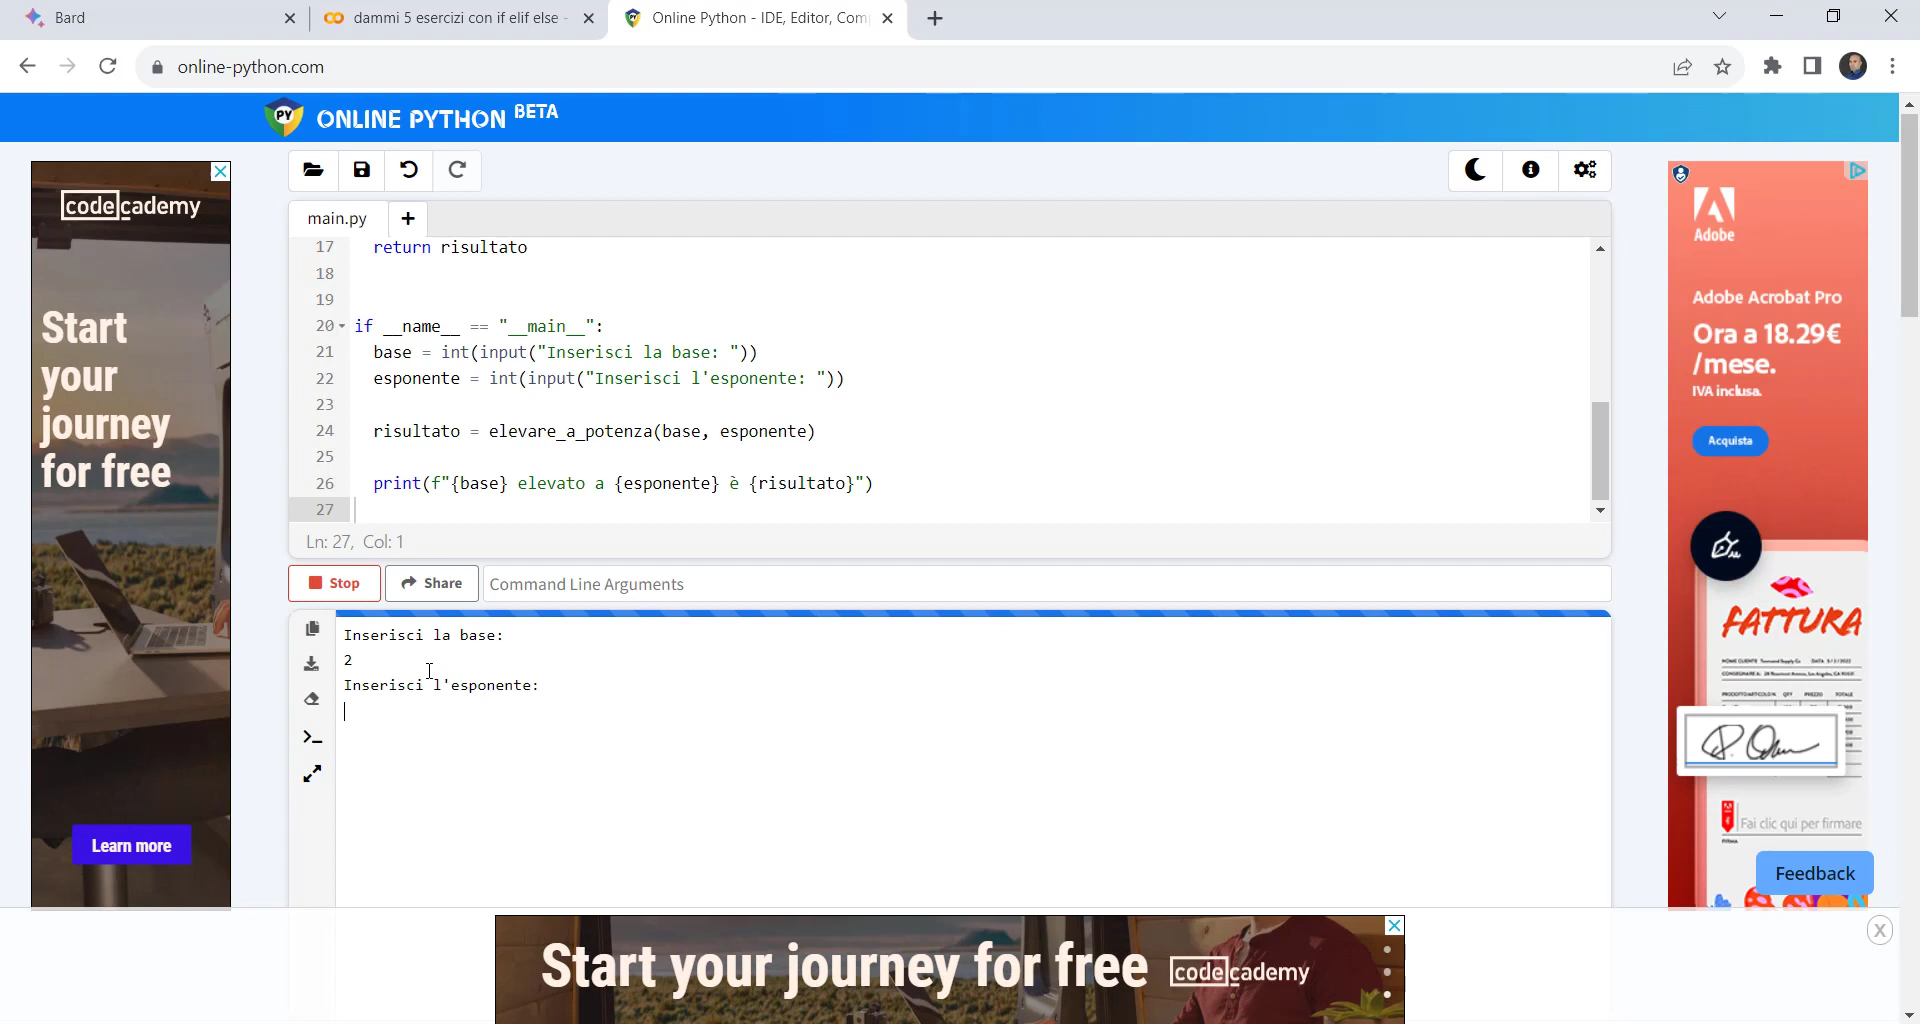 Bard
dammi 5 esercizi con if elif else -
Online Python - IDE, Editor, Com
online-python.com
PY ONLINE PYTHON BETA
main.py
17 return risultato
18
19
20 if __name__ == "__main__":
21 base = int(input("Inserisci la base: "))
22 esponente = int(input("Inserisci l'esponente: "))
23
24 risultato = elevare_a_potenza(base, esponente)
25
26 print(f"{base} elevato a {esponente} è {risultato}")
27
Ln: 27, Col: 1
Stop
Share
Command Line Arguments
Inserisci la base:
2
Inserisci l'esponente:
codecademy
Start
your
journey
for free
Learn more
Adobe
Adobe Acrobat Pro
Ora a 18.29€
/mese.
IVA inclusa.
Acquista
FATTURA
Fai clic qui per firmare
Feedback
Start your journey for free
codecademy